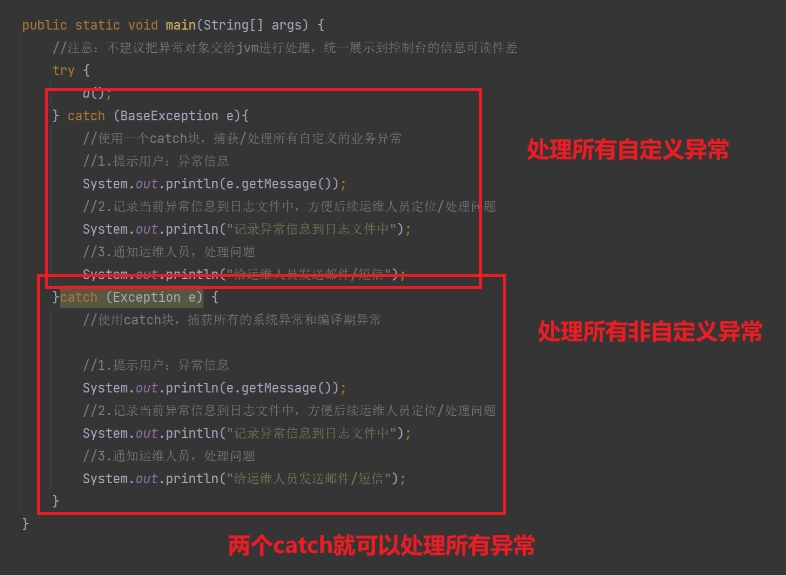 public static void main(String[] args) {
//注意：不建议把异常对象交给jvm进行处理，统一展示到控制台的信息可读性差
try {
d();
} catch (BaseException e){
//使用一个catch块，捕获/处理所有自定义的业务异常
处理所有自定义异常
//1.提示用户：异常信息
System.out.println(e.getMessage());
//2.记录当前异常信息到日志文件中，方便后续运维人员定位/处理问题
System.out.println("记录异常信息到日志文件中");
//3.通知运维人员，处理问题
System.out.println("给运维人员发送邮件/短信");
}catch (Exception e) {
//使用catch块，捕获所有的系统异常和编译期异常
处理所有非自定义异常
//1.提示用户：异常信息
System.out.println(e.getMessage());
//2.记录当前异常信息到日志文件中，方便后续运维人员定位/处理问题
System.out.println("记录异常信息到日志文件中");
//3.通知运维人员，处理问题
System.out.println("给运维人员发送邮件/短信");
}
}
两个catch就可以处理所有异常